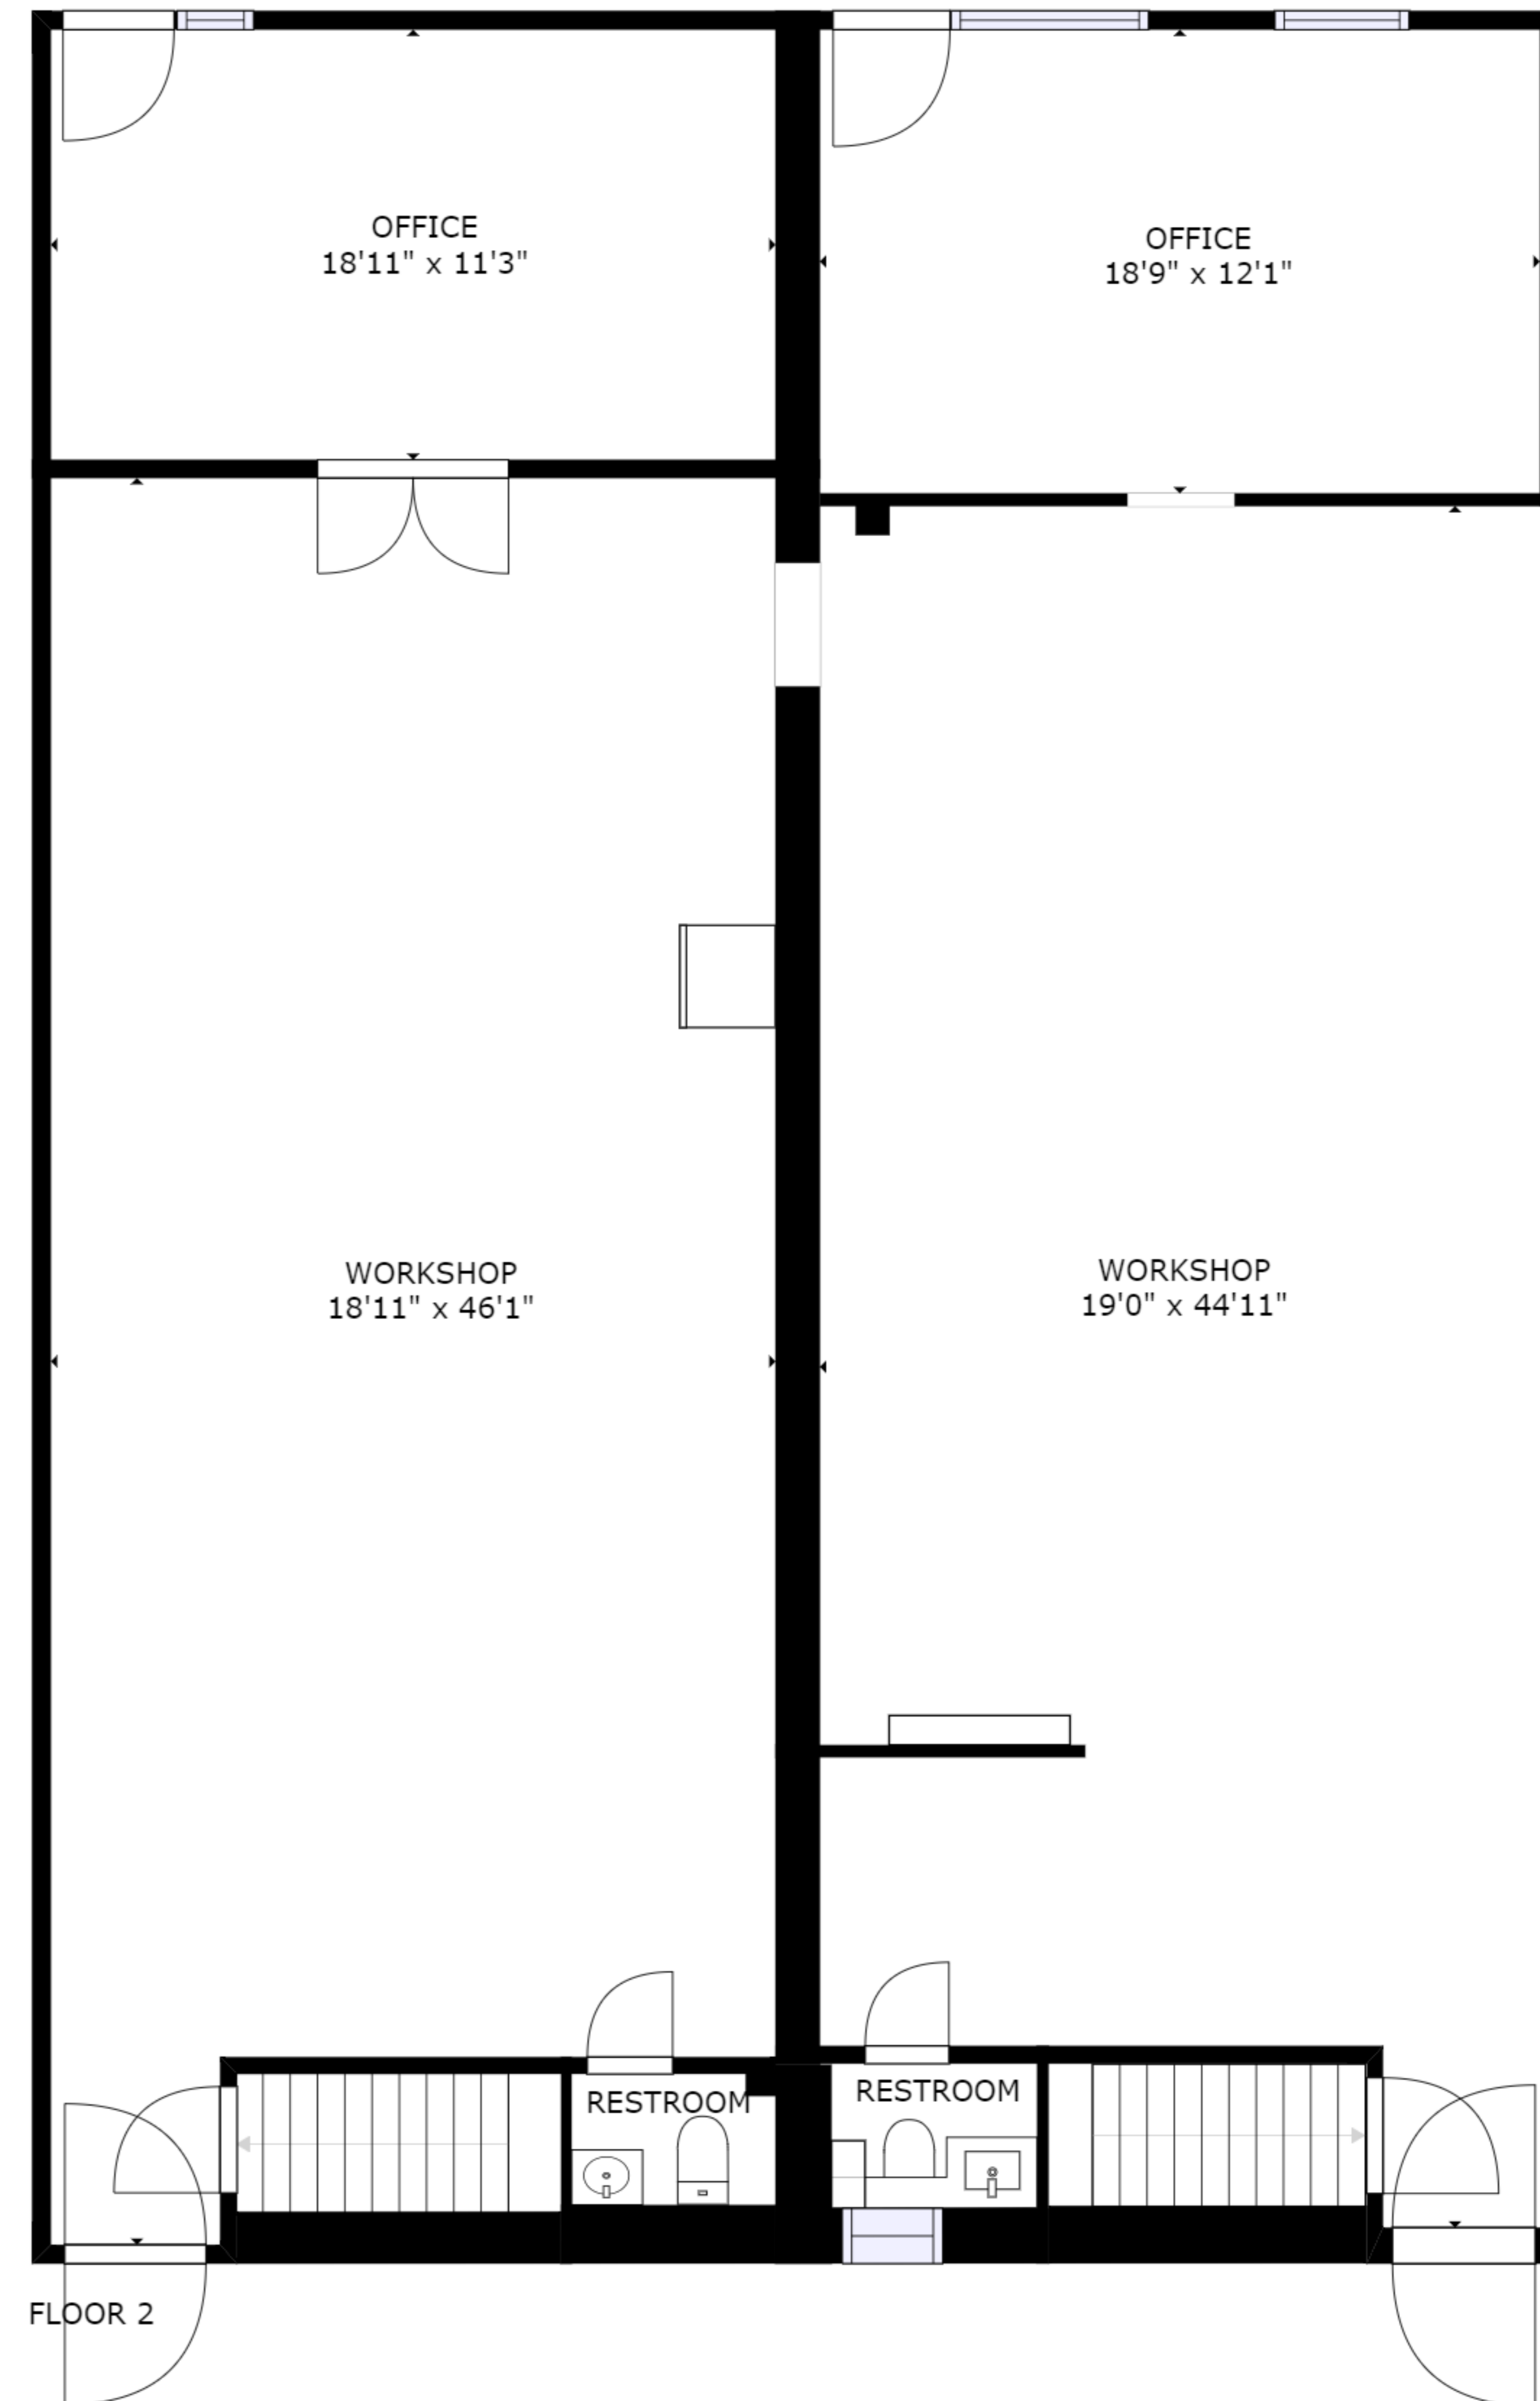 OFFICE
18'11" x 11'3"
OFFICE
18'9" x 12'1"
WORKSHOP
18'11" x 46'1"
WORKSHOP
19'0" x 44'11"
RESTROOM
RESTROOM
FLOOR 2